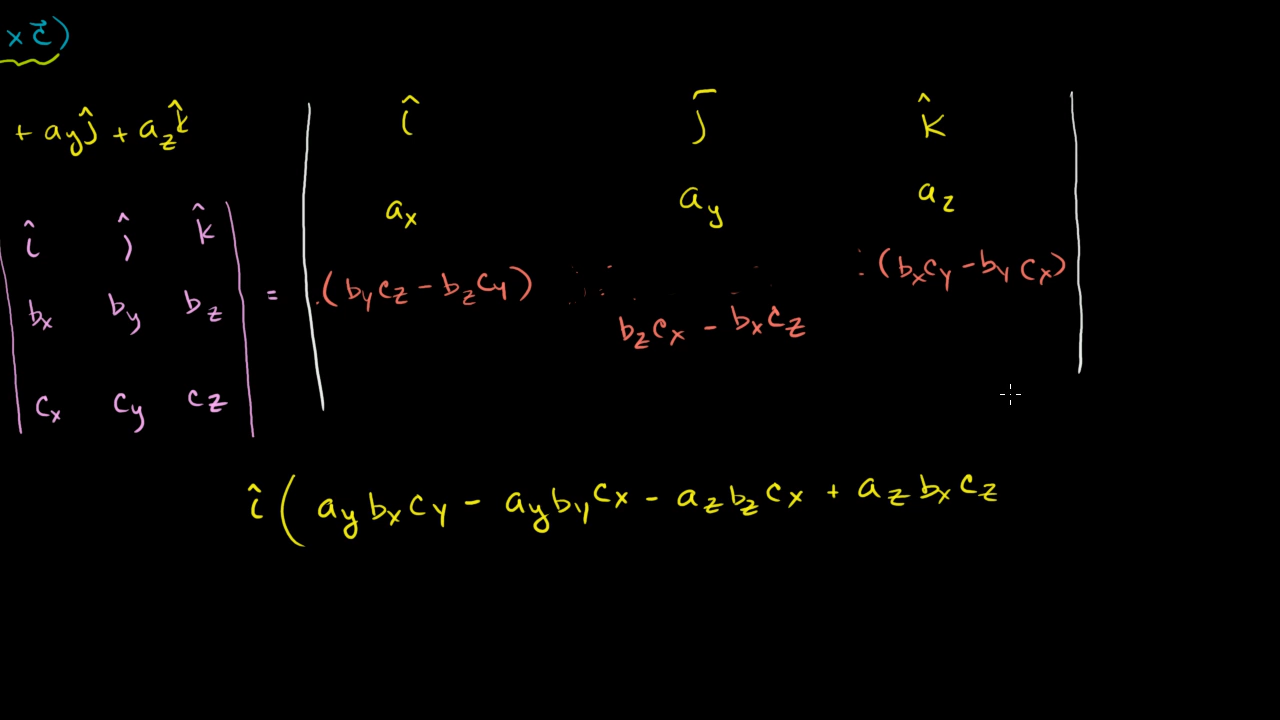 × c⃗)
î j̄ k̂
+ a_y ĵ + a_z k̂
a_x a_y a_z
î ĵ k̂
b_x b_y b_z = (b_y c_z − b_z c_y) b_z c_x − b_x c_z (b_x c_y − b_y c_x)
c_x c_y c_z
î ( a_y b_x c_y − a_y b_y c_x − a_z b_z c_x + a_z b_x c_z